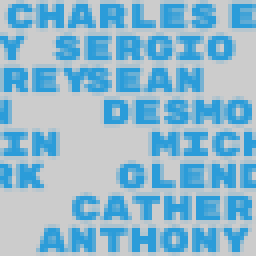 CHARLES E
Y SERGIO
REYSEAN
N DESMO
IN MICH
RK GLEND
CATHER
ANTHONY